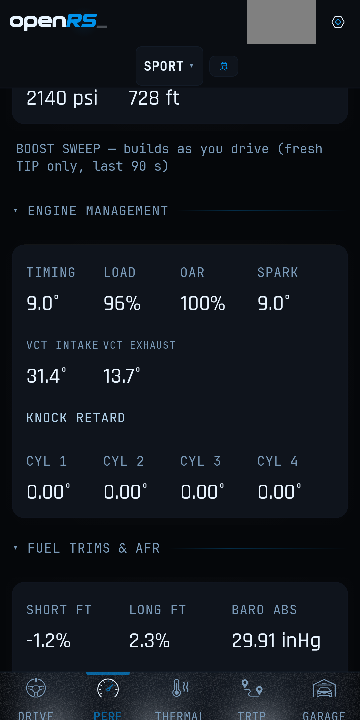 openRS_
SPORT ▾
2140 psi 728 ft
BOOST SWEEP — builds as you drive (fresh
TIP only, last 90 s)
▾ ENGINE MANAGEMENT
TIMING LOAD OAR SPARK
9.0° 96% 100% 9.0°
VCT INTAKE VCT EXHAUST
31.4° 13.7°
KNOCK RETARD
CYL 1 CYL 2 CYL 3 CYL 4
0.00° 0.00° 0.00° 0.00°
▾ FUEL TRIMS & AFR
SHORT FT LONG FT BARO ABS
-1.2% 2.3% 29.91 inHg
DRIVE PERF THERMAL TRIP GARAGE